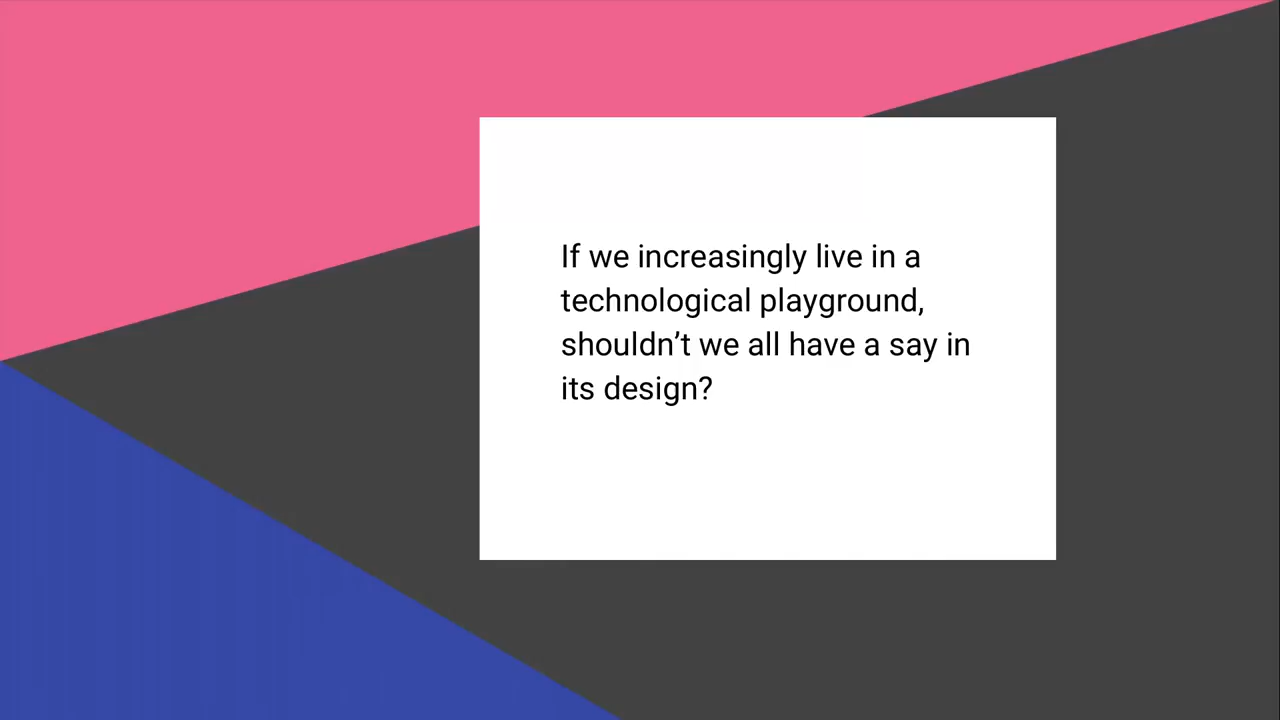 If we increasingly live in a
technological playground,
shouldn’t we all have a say in
its design?